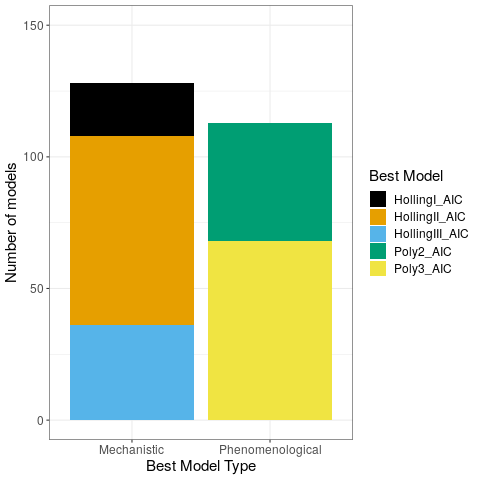 150
100
50
0
Number of models
Mechanistic
Phenomenological
Best Model Type
Best Model
HollingI_AIC
HollingII_AIC
HollingIII_AIC
Poly2_AIC
Poly3_AIC